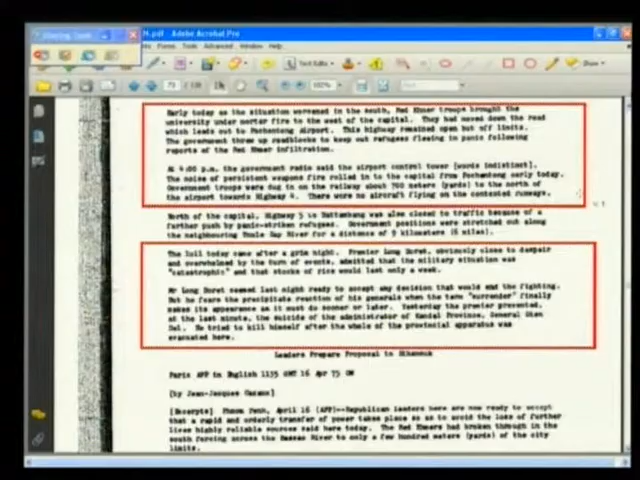 N.pdf - Adobe Acrobat Pro
Forms Tools Advanced Window Help
Early today as the situation worsened in the south, Red Khmer troops brought the
university under mortar fire to the west of the capital. They had moved down the road
which leads out to Pochentong Airport. This highway remained open but off limits.
The government threw up roadblocks to keep out refugees fleeing in panic following
reports of the Red Khmer infiltration.
At 4:00 p.m. the government radio said the airport control tower [words indistinct].
The noise of persistent weapons fire rolled in to the capital from Pochentong early today.
Government troops were dug in on the railway about 700 meters (yards) to the north of
the airport towards Highway 4. There were no aircraft flying on the contested runways.
North of the capital, Highway 5 to Battambang was also closed to traffic because of a
further push by panic-striken refugees. Government positions were stretched out along
the neighbouring Tonle Sap River for a distance of 9 kilometers (6 miles).
The lull today came after a grim night. Premier Long Boret, obviously close to despair
and overwhelmed by the turn of events, admitted that the military situation was
"catastrophic" and that stocks of rice would last only a week.
Mr Long Boret seemed last night ready to accept any decision that would end the fighting.
But he fears the precipitate reaction of his generals when the term "surrender" finally
makes its appearance as it must do sooner or later. Yesterday the premier prevented,
at the last minute, the suicide of the administrator of Kandal Province, General Dien
Del. He tried to kill himself after the whole of the provincial apparatus was
evacuated here.
Leaders Prepare Proposal to Sihanouk
Paris AFP in English 1135 GMT 16 Apr 75 OW
[by Jean-Jacques Cazaux]
[Excerpts] Phnom Penh, April 16 (AFP)--Republican leaders here are now ready to accept
that a rapid and orderly transfer of power takes place so as to avoid the loss of further
lives highly reliable sources said here today. The Red Khmers had broken through in the
south forcing across the Bassac River to only a few hundred meters (yards) of the city
limits.